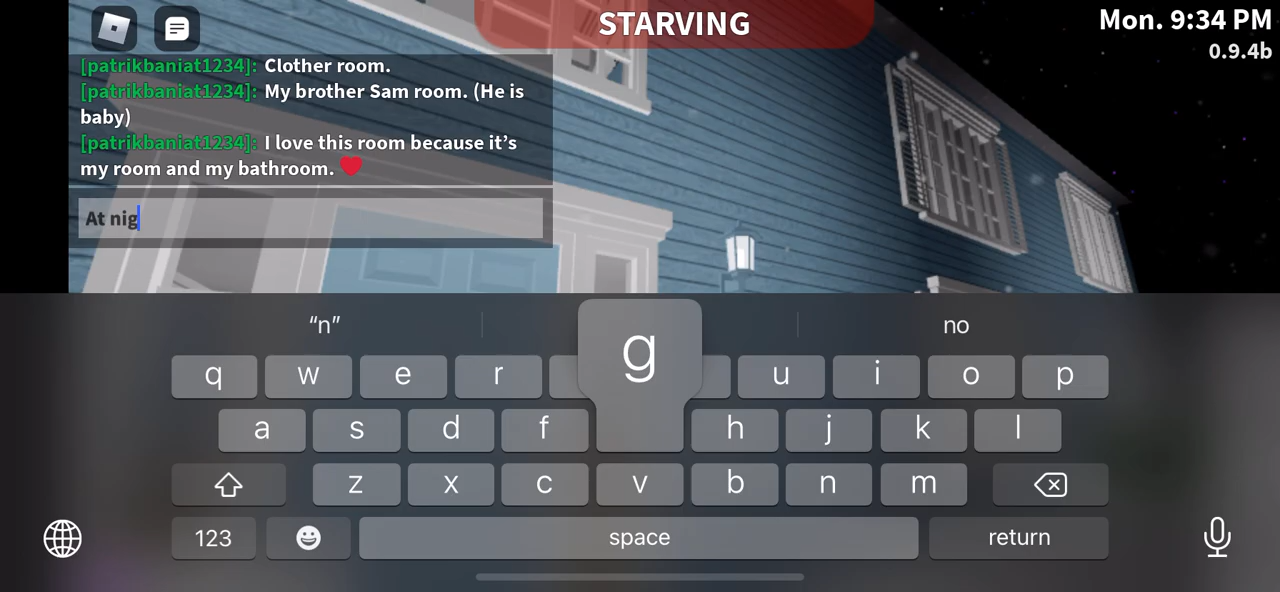 STARVING
Mon. 9:34 PM
0.9.4b
[patrikbaniat1234]: Clother room.
[patrikbaniat1234]: My brother Sam room. (He is
baby)
[patrikbaniat1234]: I love this room because it’s
my room and my bathroom. ❤️
At nig
“n” no
g
q w e r u i o p
a s d f h j k l
z x c v b n m
123 space return